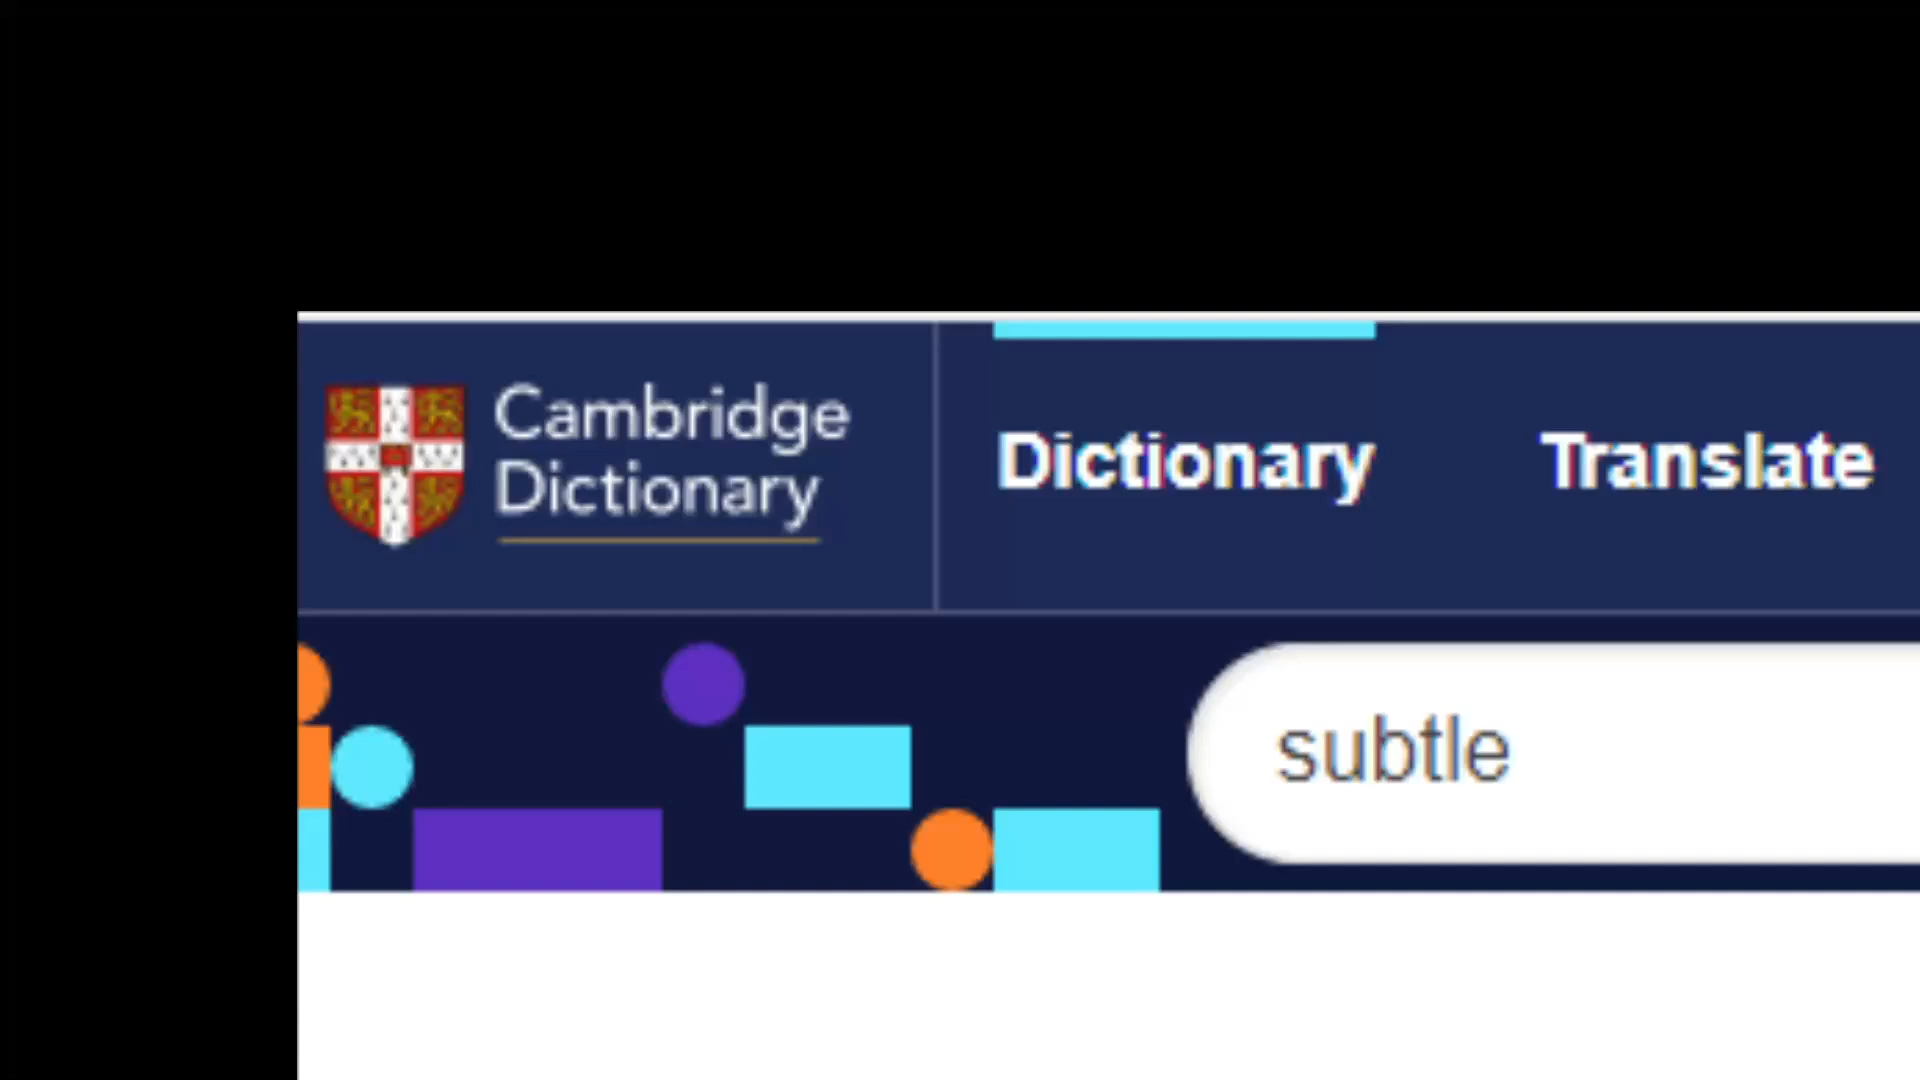 Cambridge
Dictionary
Dictionary Translate
subtle